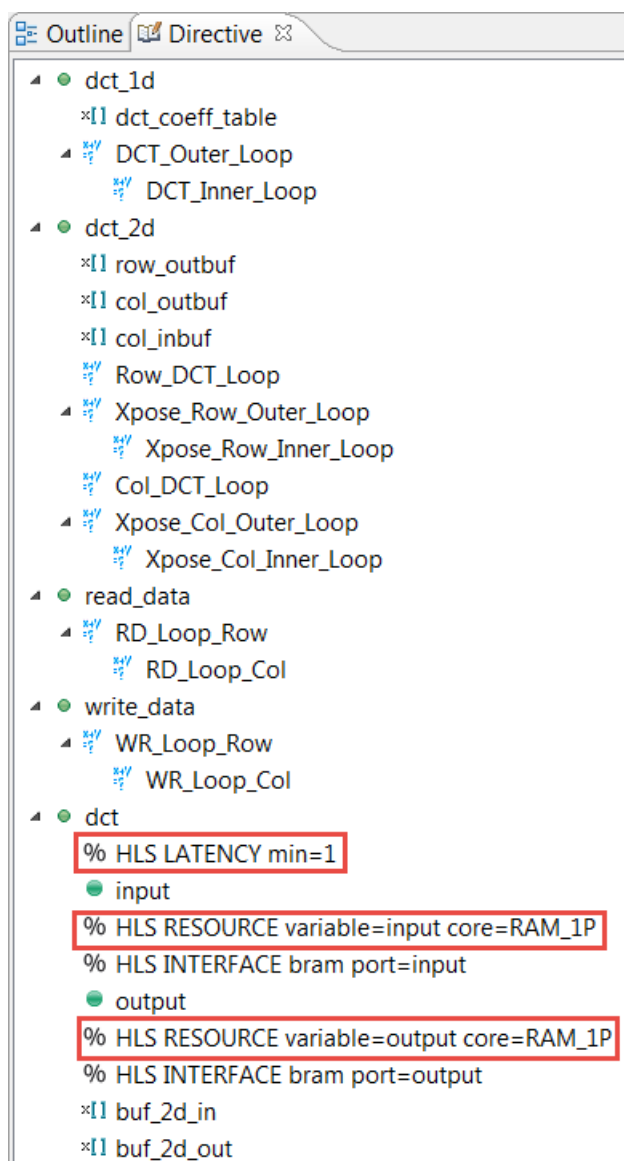 Outline Directive
dct_1d
x[] dct_coeff_table
DCT_Outer_Loop
DCT_Inner_Loop
dct_2d
x[] row_outbuf
x[] col_outbuf
x[] col_inbuf
Row_DCT_Loop
Xpose_Row_Outer_Loop
Xpose_Row_Inner_Loop
Col_DCT_Loop
Xpose_Col_Outer_Loop
Xpose_Col_Inner_Loop
read_data
RD_Loop_Row
RD_Loop_Col
write_data
WR_Loop_Row
WR_Loop_Col
dct
% HLS LATENCY min=1
input
% HLS RESOURCE variable=input core=RAM_1P
% HLS INTERFACE bram port=input
output
% HLS RESOURCE variable=output core=RAM_1P
% HLS INTERFACE bram port=output
x[] buf_2d_in
x[] buf_2d_out